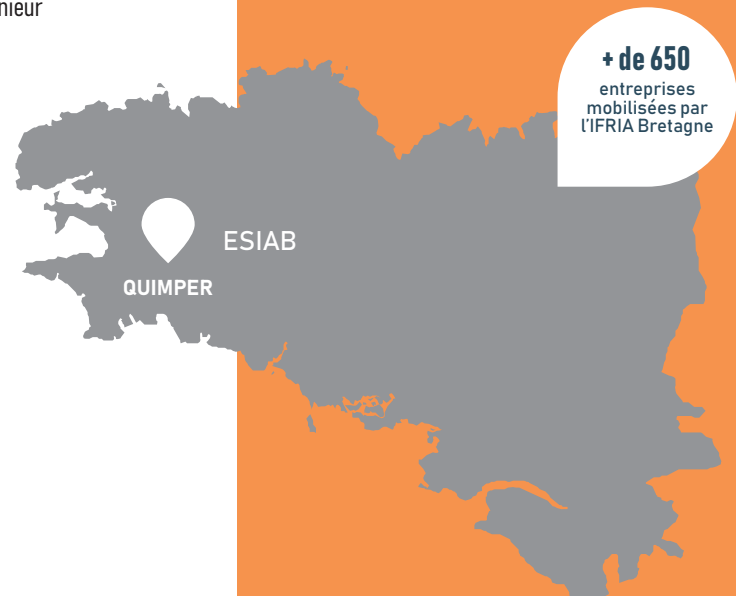 nieur
+ de 650
entreprises
mobilisées par
l'IFRIA Bretagne
ESIAB
QUIMPER